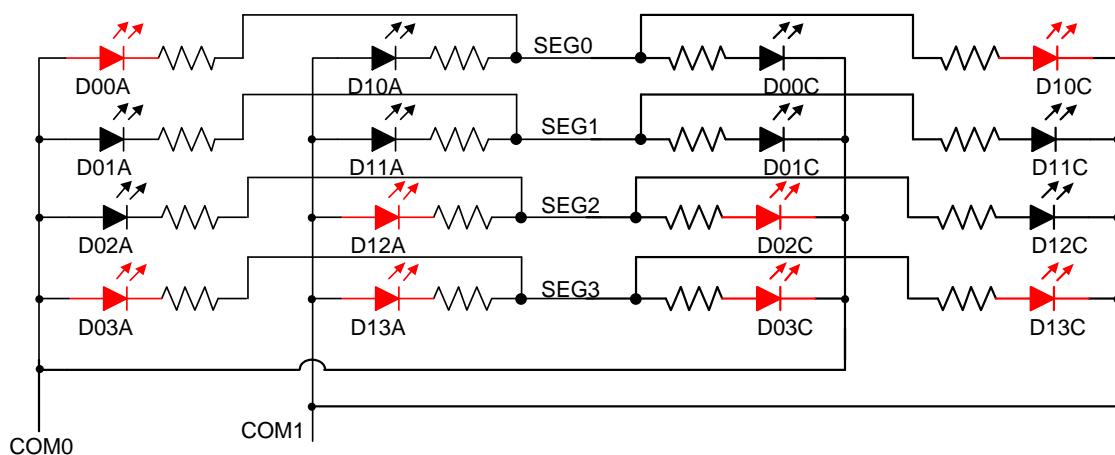 SEG0
D00A D10A D00C D10C
SEG1
D01A D11A D01C D11C
SEG2
D02A D12A D02C D12C
SEG3
D03A D13A D03C D13C
COM1
COM0